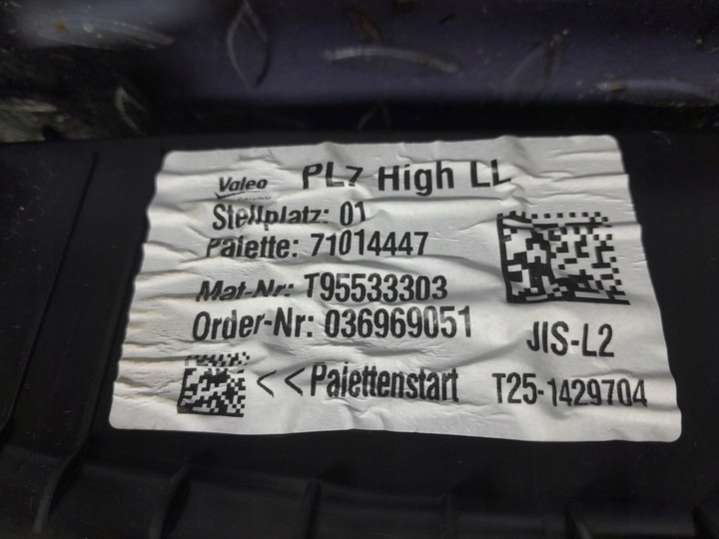 Valeo PL7 High LL
Stellplatz: 01
Palette: 71014447
Mat-Nr: T95533303
Order-Nr: 036969051
JIS-L2
<<Palettenstart
T25-1429704